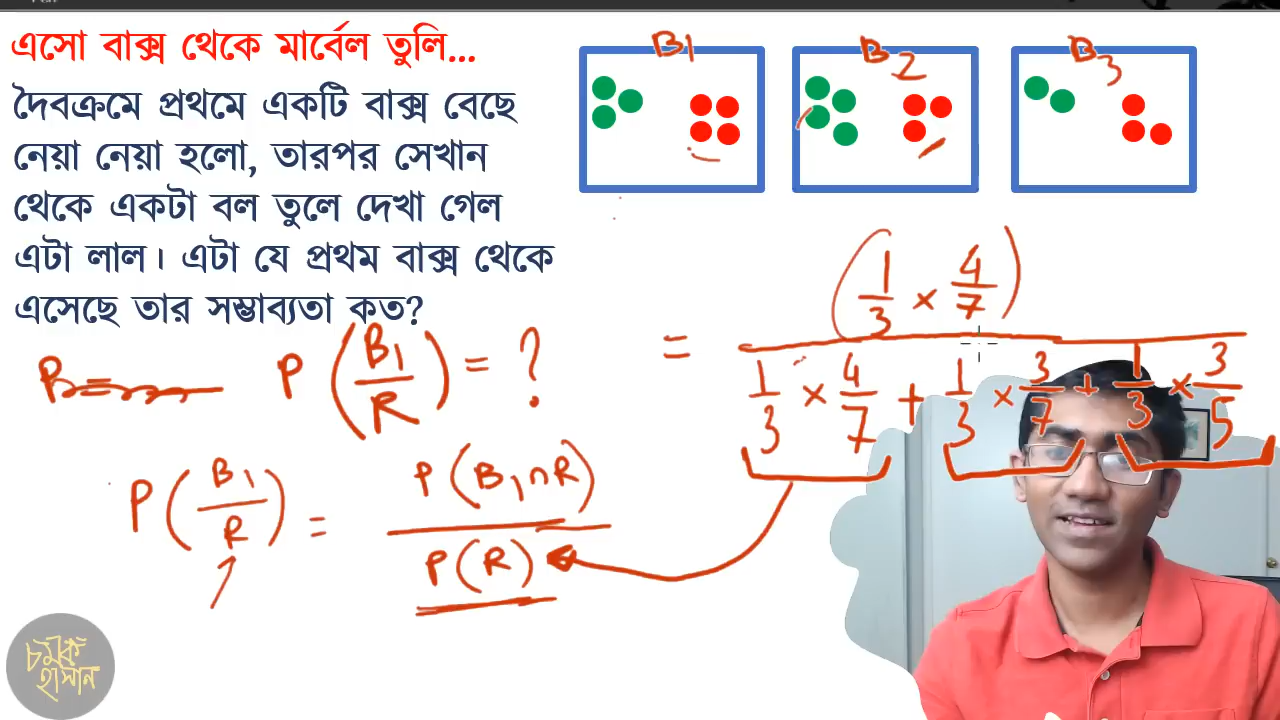 এসো বাক্স থেকে মার্বেল তুলি...
দৈবক্রমে প্রথমে একটি বাক্স বেছে
নেয়া নেয়া হলো, তারপর সেখান
থেকে একটা বল তুলে দেখা গেল
এটা লাল। এটা যে প্রথম বাক্স থেকে
এসেছে তার সম্ভাব্যতা কত?
B1 B2 B3
P(B1/R) = ?
P(B1/R) = P(B1∩R) / P(R)
= (1/3 × 4/7) / 1/3 × 4/7 + 1/3 × 3/7 + 1/3 × 3/5
চমক
হাসান